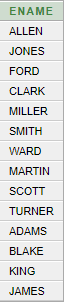 ENAME
ALLEN
JONES
FORD
CLARK
MILLER
SMITH
WARD
MARTIN
SCOTT
TURNER
ADAMS
BLAKE
KING
JAMES